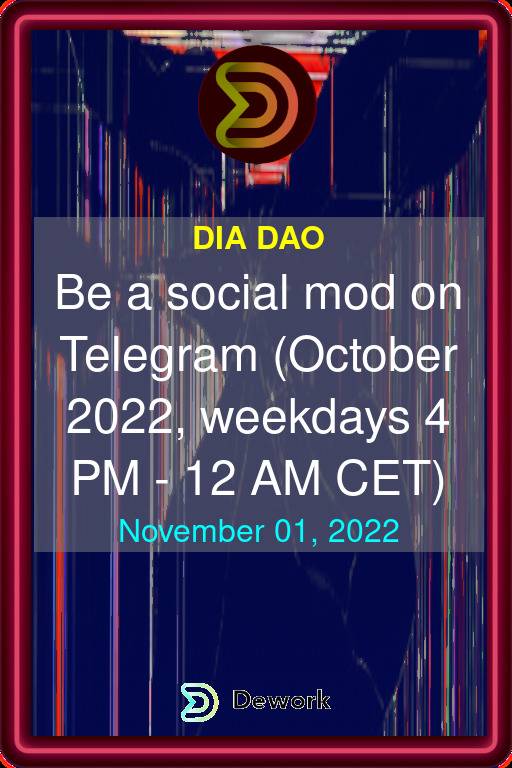 DIA DAO
Be a social mod on
Telegram (October
2022, weekdays 4
PM - 12 AM CET)
November 01, 2022
Dework